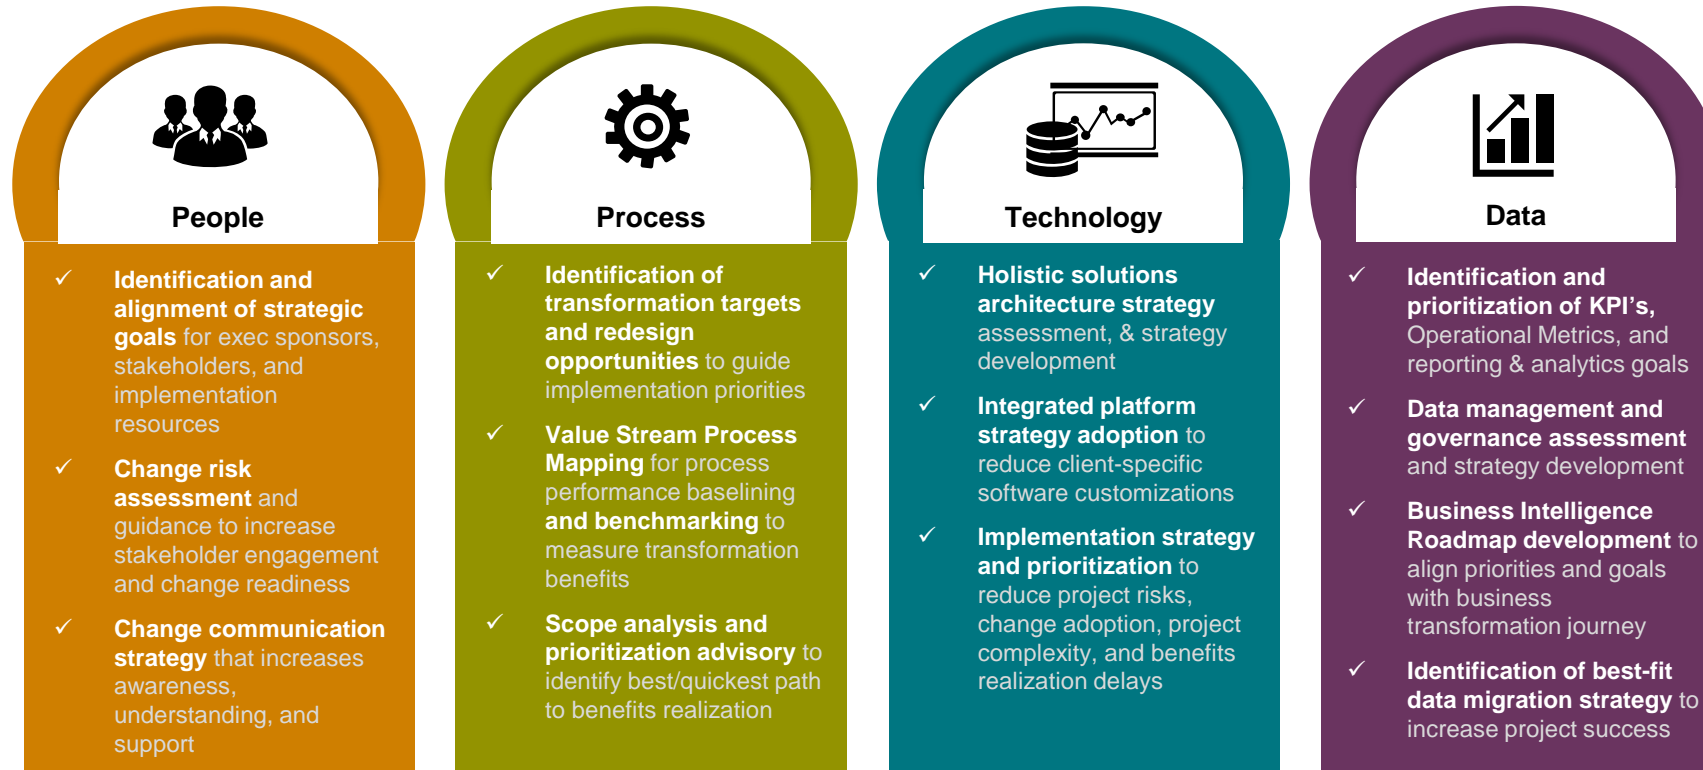 People
✓ Identification and
alignment of strategic
goals for exec sponsors,
stakeholders, and
implementation
resources
✓ Change risk
assessment and
guidance to increase
stakeholder engagement
and change readiness
✓ Change communication
strategy that increases
awareness,
understanding, and
support
Process
✓ Identification of
transformation targets
and redesign
opportunities to guide
implementation priorities
✓ Value Stream Process
Mapping for process
performance baselining
and benchmarking to
measure transformation
benefits
✓ Scope analysis and
prioritization advisory to
identify best/quickest path
to benefits realization
Technology
✓ Holistic solutions
architecture strategy
assessment, & strategy
development
✓ Integrated platform
strategy adoption to
reduce client-specific
software customizations
✓ Implementation strategy
and prioritization to
reduce project risks,
change adoption, project
complexity, and benefits
realization delays
Data
✓ Identification and
prioritization of KPI's,
Operational Metrics, and
reporting & analytics goals
✓ Data management and
governance assessment
and strategy development
✓ Business Intelligence
Roadmap development to
align priorities and goals
with business
transformation journey
✓ Identification of best-fit
data migration strategy to
increase project success